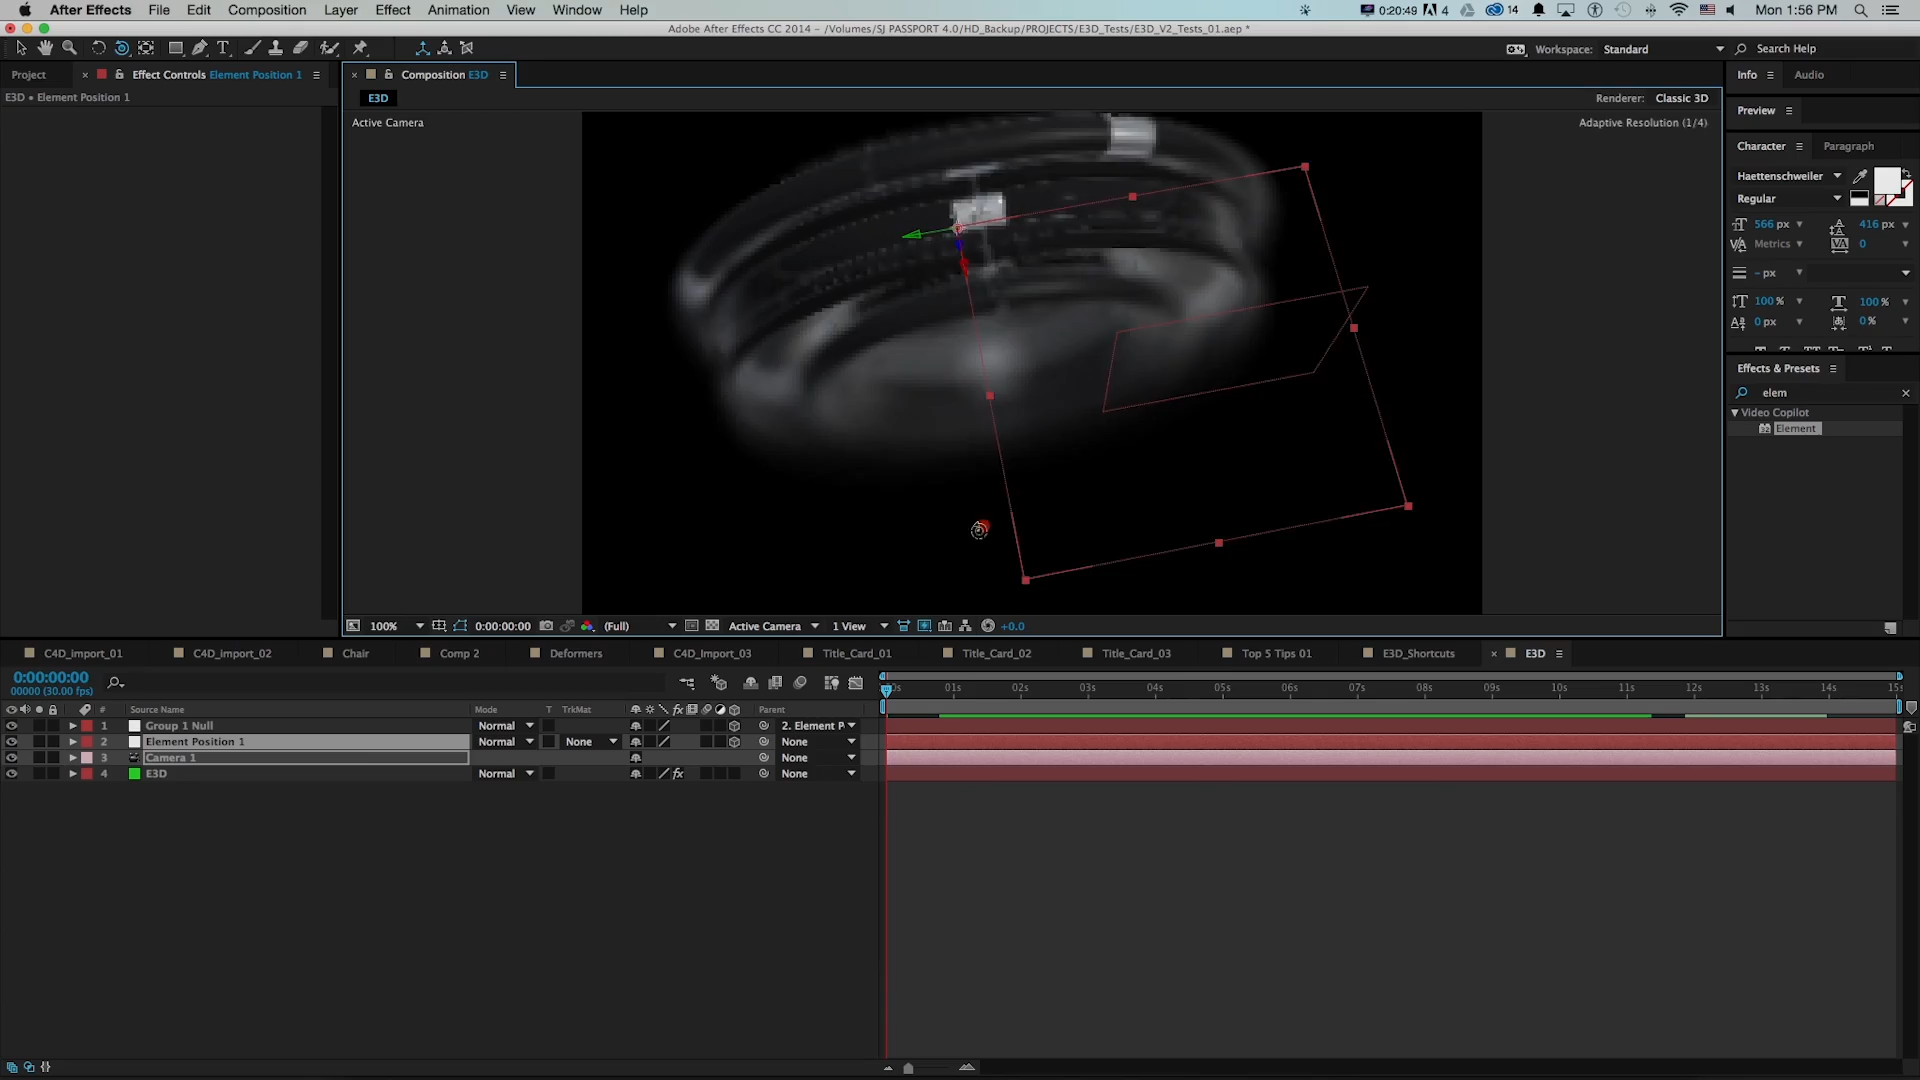 After Effects File Edit Composition Layer Effect Animation View Window Help 0:20:49 4 14 Mon 1:56 PM
Adobe After Effects CC 2014 - /Volumes/SJ PASSPORT 4.0/HD_Backup/PROJECTS/E3D_Tests/E3D_V2_Tests_01.aep *
Workspace: Standard Search Help
Project Effect Controls Element Position 1 Composition E3D Info Audio
E3D • Element Position 1 E3D Renderer: Classic 3D
Active Camera Adaptive Resolution (1/4)
Preview
Character Paragraph
Haettenschweiler
Regular
566 px 416 px
Metrics 0
- px
100 % 100 %
0 px 0 %
Effects & Presets
elem
Video Copilot
Element
100% 0:00:00:00 (Full) Active Camera 1 View +0.0
C4D_import_01 C4D_import_02 Chair Comp 2 Deformers C4D_Import_03 Title_Card_01 Title_Card_02 Title_Card_03 Top 5 Tips 01 E3D_Shortcuts E3D
0:00:00:00
00000 (30.00 fps)
01s 02s 03s 04s 05s 06s 07s 08s 09s 10s 11s 12s 13s 14s 15s
# Source Name Mode T TrkMat Parent
1 Group 1 Null Normal 2. Element P
2 Element Position 1 Normal None None
3 Camera 1 None
4 E3D Normal None